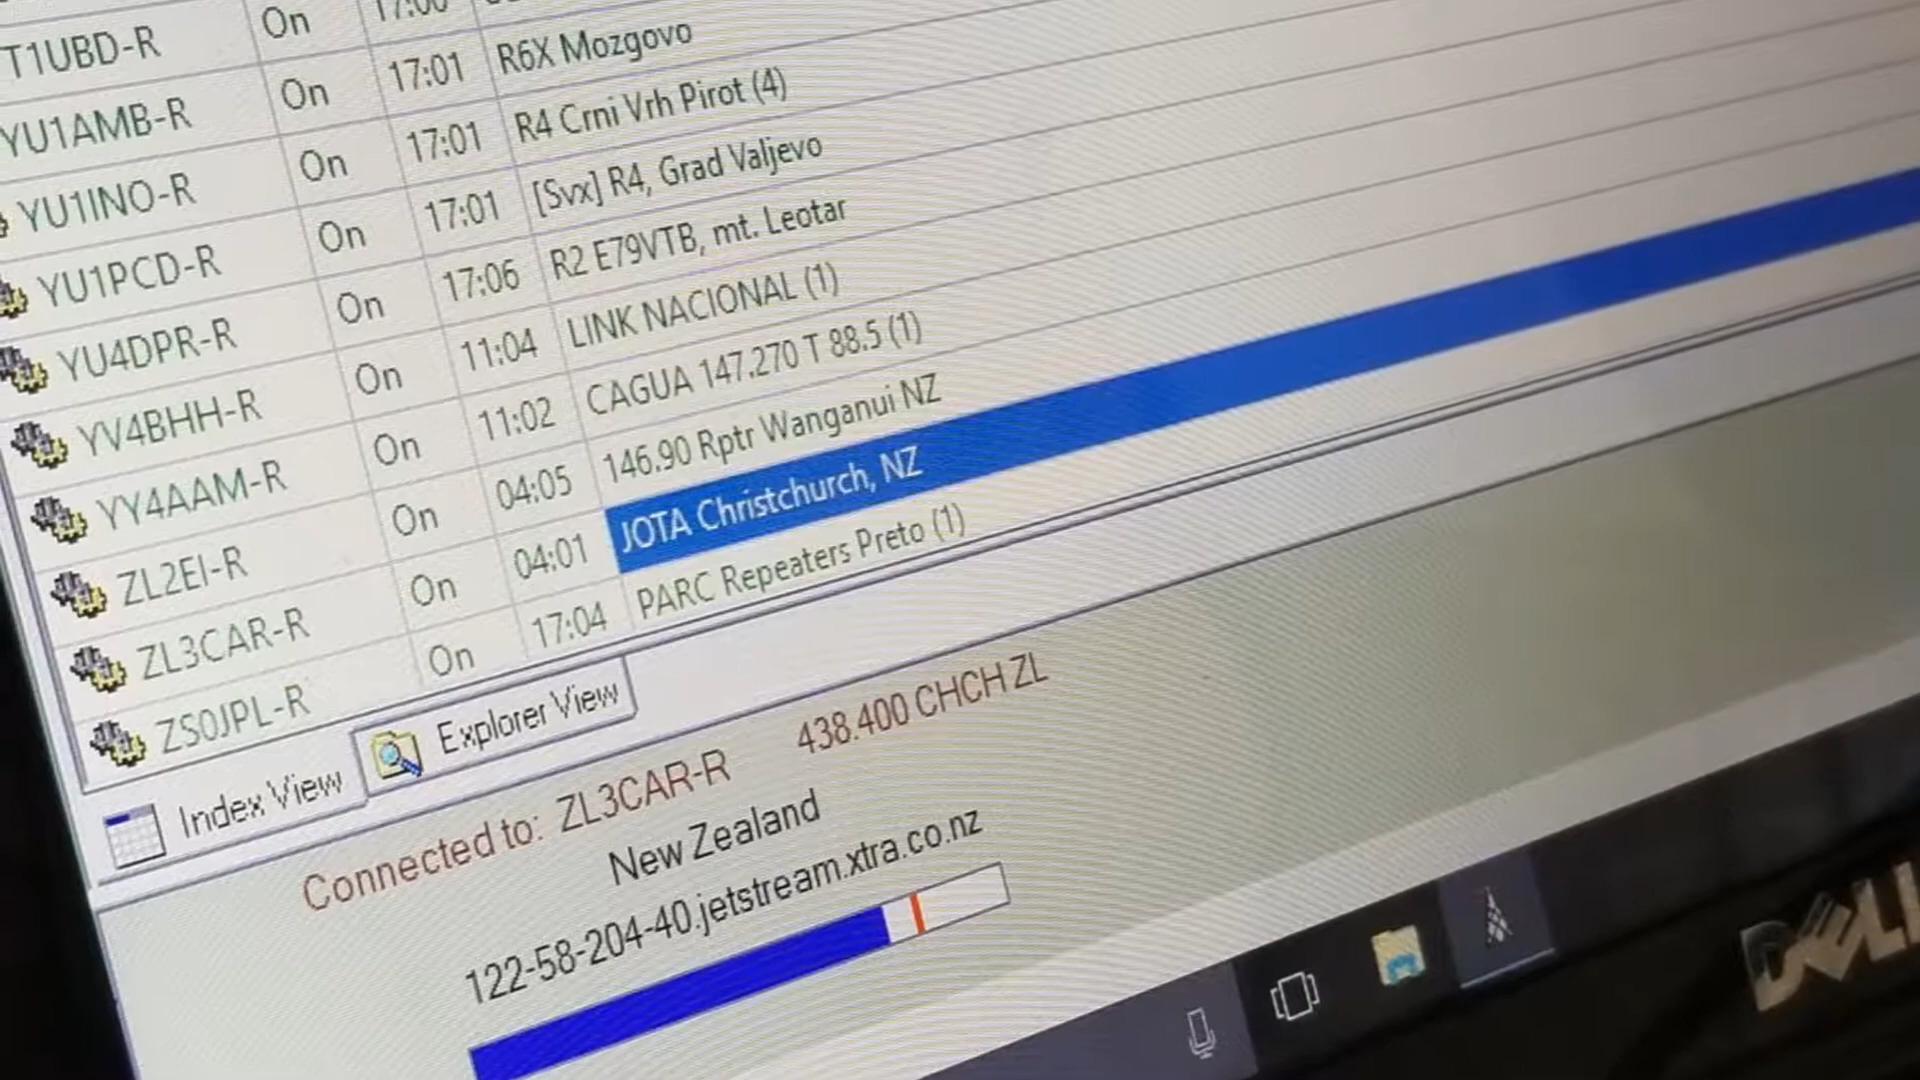 T1UBD-R On 17:00
YU1AMB-R On 17:01 R6X Mozgovo
YU1INO-R On 17:01 R4 Crni Vrh Pirot (4)
YU1PCD-R On 17:01 [Svx] R4, Grad Valjevo
YU4DPR-R On 17:06 R2 E79VTB, mt. Leotar
YV4BHH-R On 11:04 LINK NACIONAL (1)
YY4AAM-R On 11:02 CAGUA 147.270 T 88.5 (1)
ZL2EI-R On 04:05 146.90 Rptr Wanganui NZ
ZL3CAR-R On 04:01 JOTA Christchurch, NZ
ZS0JPL-R On 17:04 PARC Repeaters Preto (1)
Index View Explorer View
Connected to: ZL3CAR-R 438.400 CHCH ZL
New Zealand
122-58-204-40.jetstream.xtra.co.nz
DELL